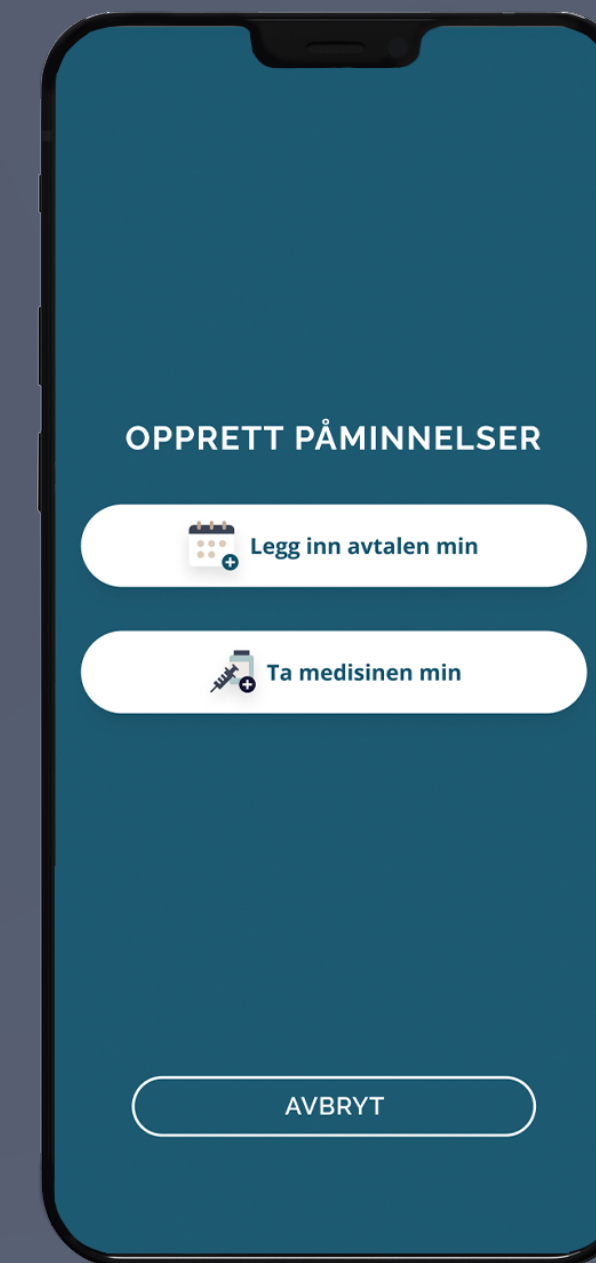 OPPRETT PÅMINNELSER
Legg inn avtalen min
Ta medisinen min
AVBRYT